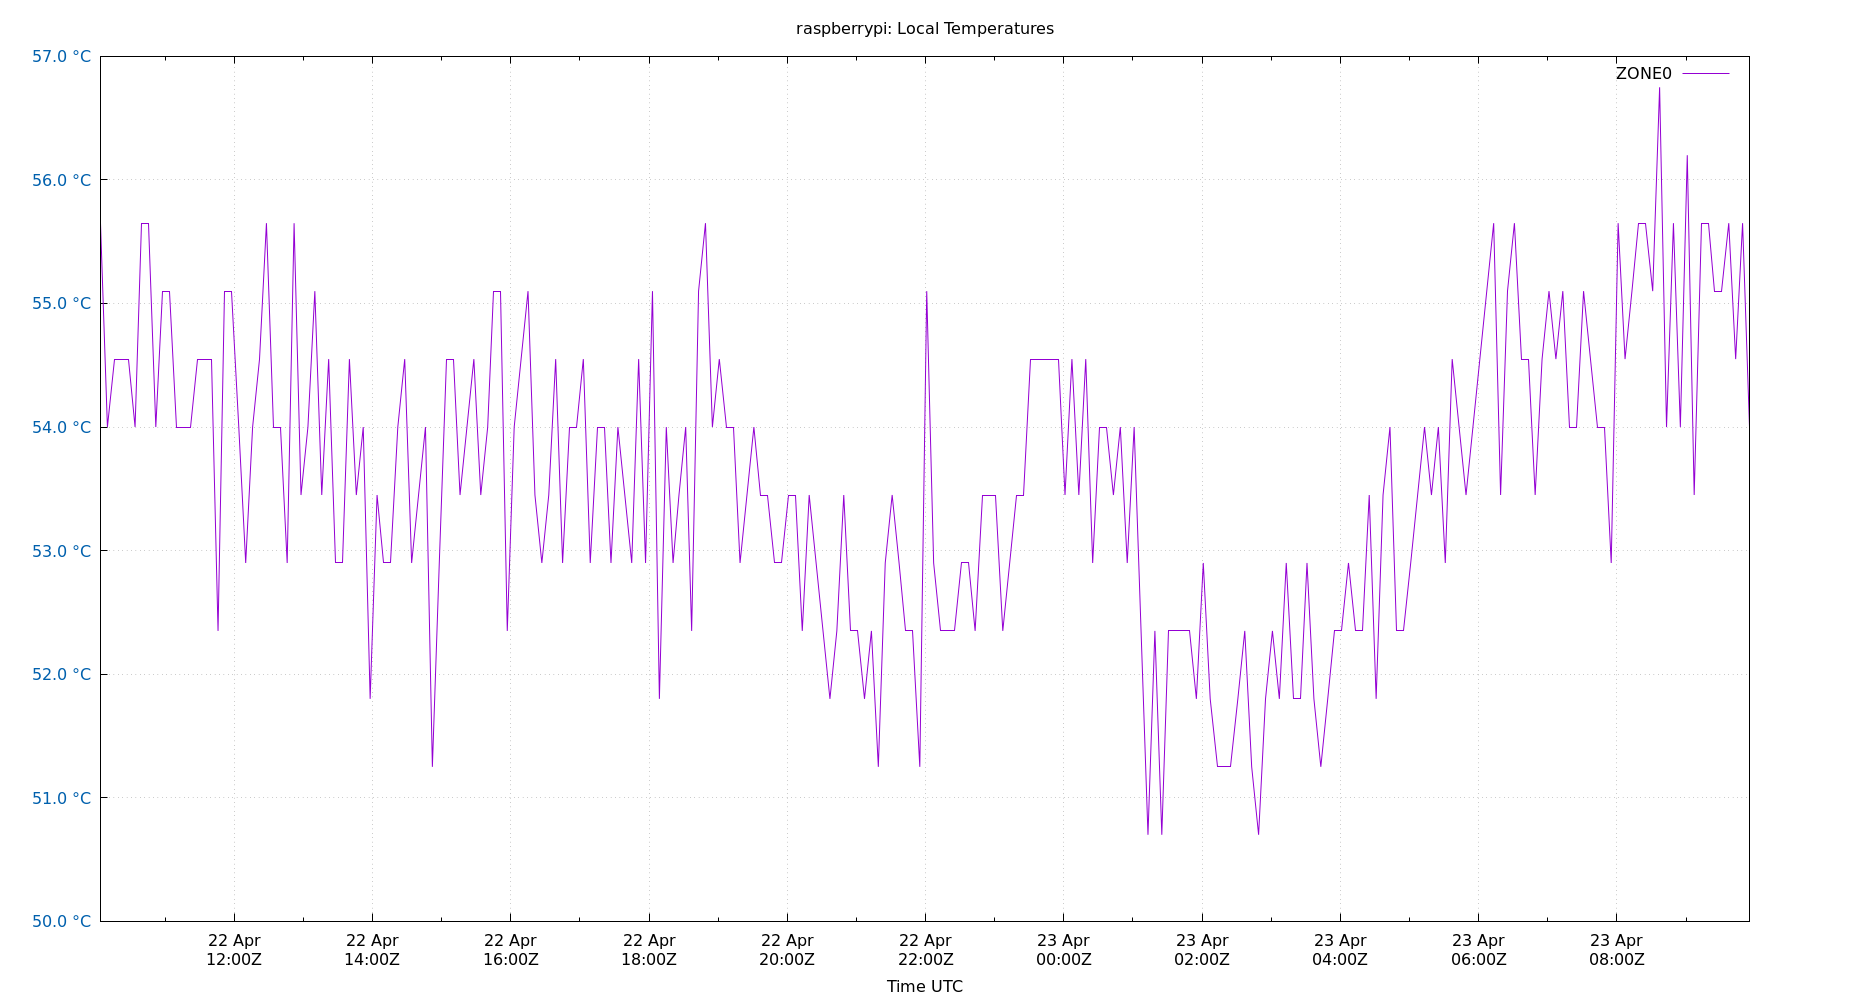 raspberrypi: Local Temperatures
57.0 °C
ZONE0
56.0 °C
55.0 °C
54.0 °C
53.0 °C
52.0 °C
51.0 °C
50.0 °C
22 Apr 22 Apr 22 Apr 22 Apr 22 Apr 22 Apr 23 Apr 23 Apr 23 Apr 23 Apr 23 Apr
12:00Z 14:00Z 16:00Z 18:00Z 20:00Z 22:00Z 00:00Z 02:00Z 04:00Z 06:00Z 08:00Z
Time UTC